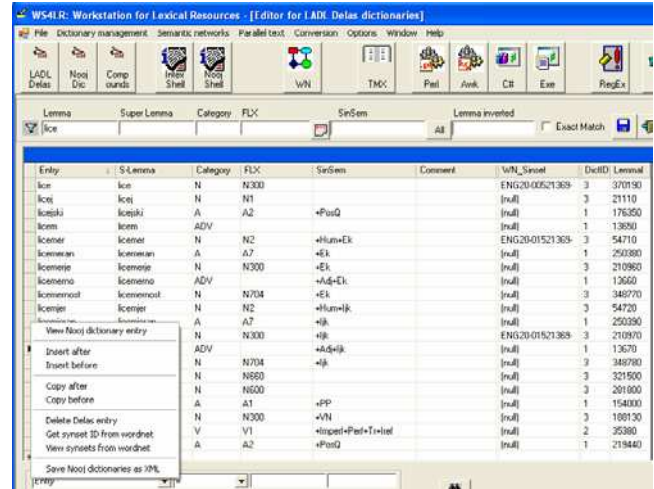 WS4LR: Workstation for Lexical Resources - [Editor for LADL Delas dictionaries]
File Dictionary management Semantic networks Parallel text Conversion Options Window Help
LADL Delas Nooj Dic Comp ounds Intex Shell Nooj Shell WN TMX Perl Awk C# Exe RegEx
Lemma Super Lemma Category FLX SinSem Lemma inverted
lice All Exact Match
Entry S-Lemma Category FLX SinSem Comment WN_Sinset DictID LemmaI
lice lice N N300 ENG20-00521369- 3 370190
licej licej N N1 (null) 3 21110
licejski licejski A A2 +PosQ (null) 1 176350
licem licem ADV (null) 1 13650
licemer licemer N N2 +Hum+Ek ENG20-01521369- 3 54710
licemeran licemeran A A7 +Ek (null) 1 250380
licemerje licemerje N N300 +Ek (null) 3 210960
licemerno licemerno ADV +Adj+Ek (null) 1 13660
licemernost licemernost N N704 +Ek (null) 3 348770
licemjer licemjer N N2 +Hum+Ijk (null) 3 54720
A A7 +Ijk (null) 1 250390
View Nooj dictionary entry N N300 +Ijk ENG20-01521369- 3 210970
Insert after ADV +Adj+Ijk (null) 1 13670
Insert before N N704 +Ijk (null) 3 348780
N N660 (null) 3 321500
Copy after N N600 (null) 3 201800
Copy before A A1 +PP (null) 1 154000
Delete Delas entry N N300 +VN (null) 3 188130
Get synset ID from wordnet V V1 +Imperf+Perf+Tr+Iref (null) 2 35380
View synsets from wordnet A A2 +PosQ (null) 1 219440
Save Nooj dictionaries as XML
Entry